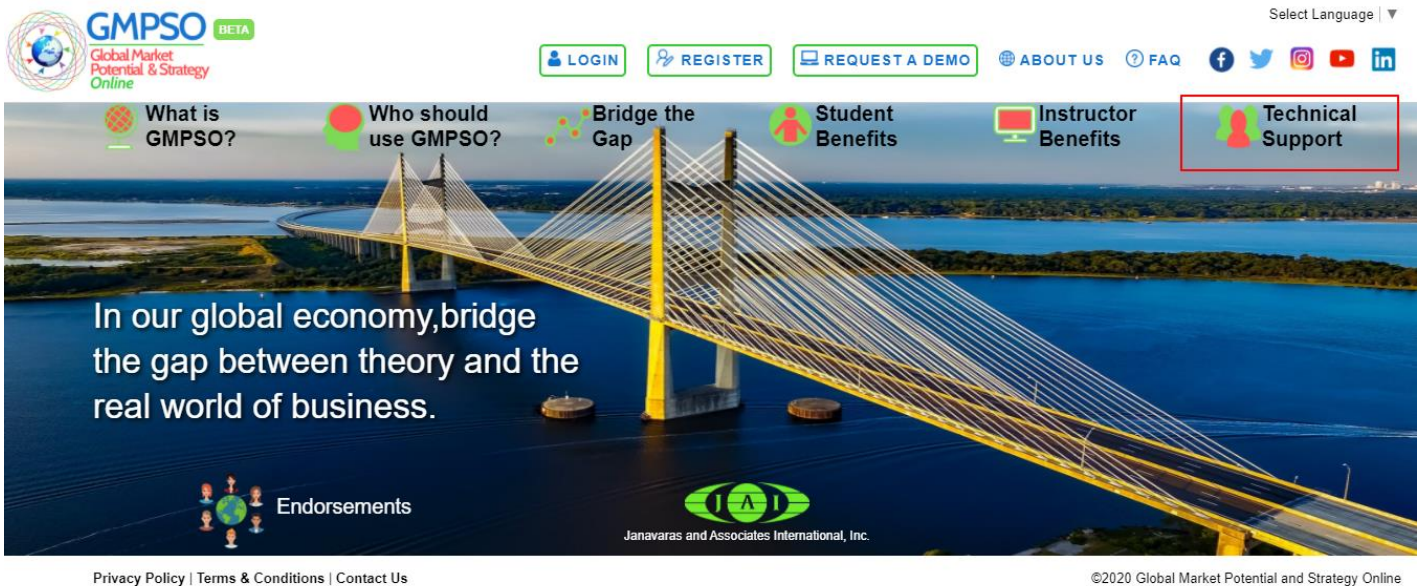 Select Language ▼
GMPSO BETA
Global Market
Potential & Strategy
Online
LOGIN REGISTER REQUEST A DEMO ABOUT US FAQ
What is
GMPSO?
Who should
use GMPSO?
Bridge the
Gap
Student
Benefits
Instructor
Benefits
Technical
Support
In our global economy,bridge
the gap between theory and the
real world of business.
Endorsements
JAI
Janavaras and Associates International, Inc.
Privacy Policy | Terms & Conditions | Contact Us
©2020 Global Market Potential and Strategy Online